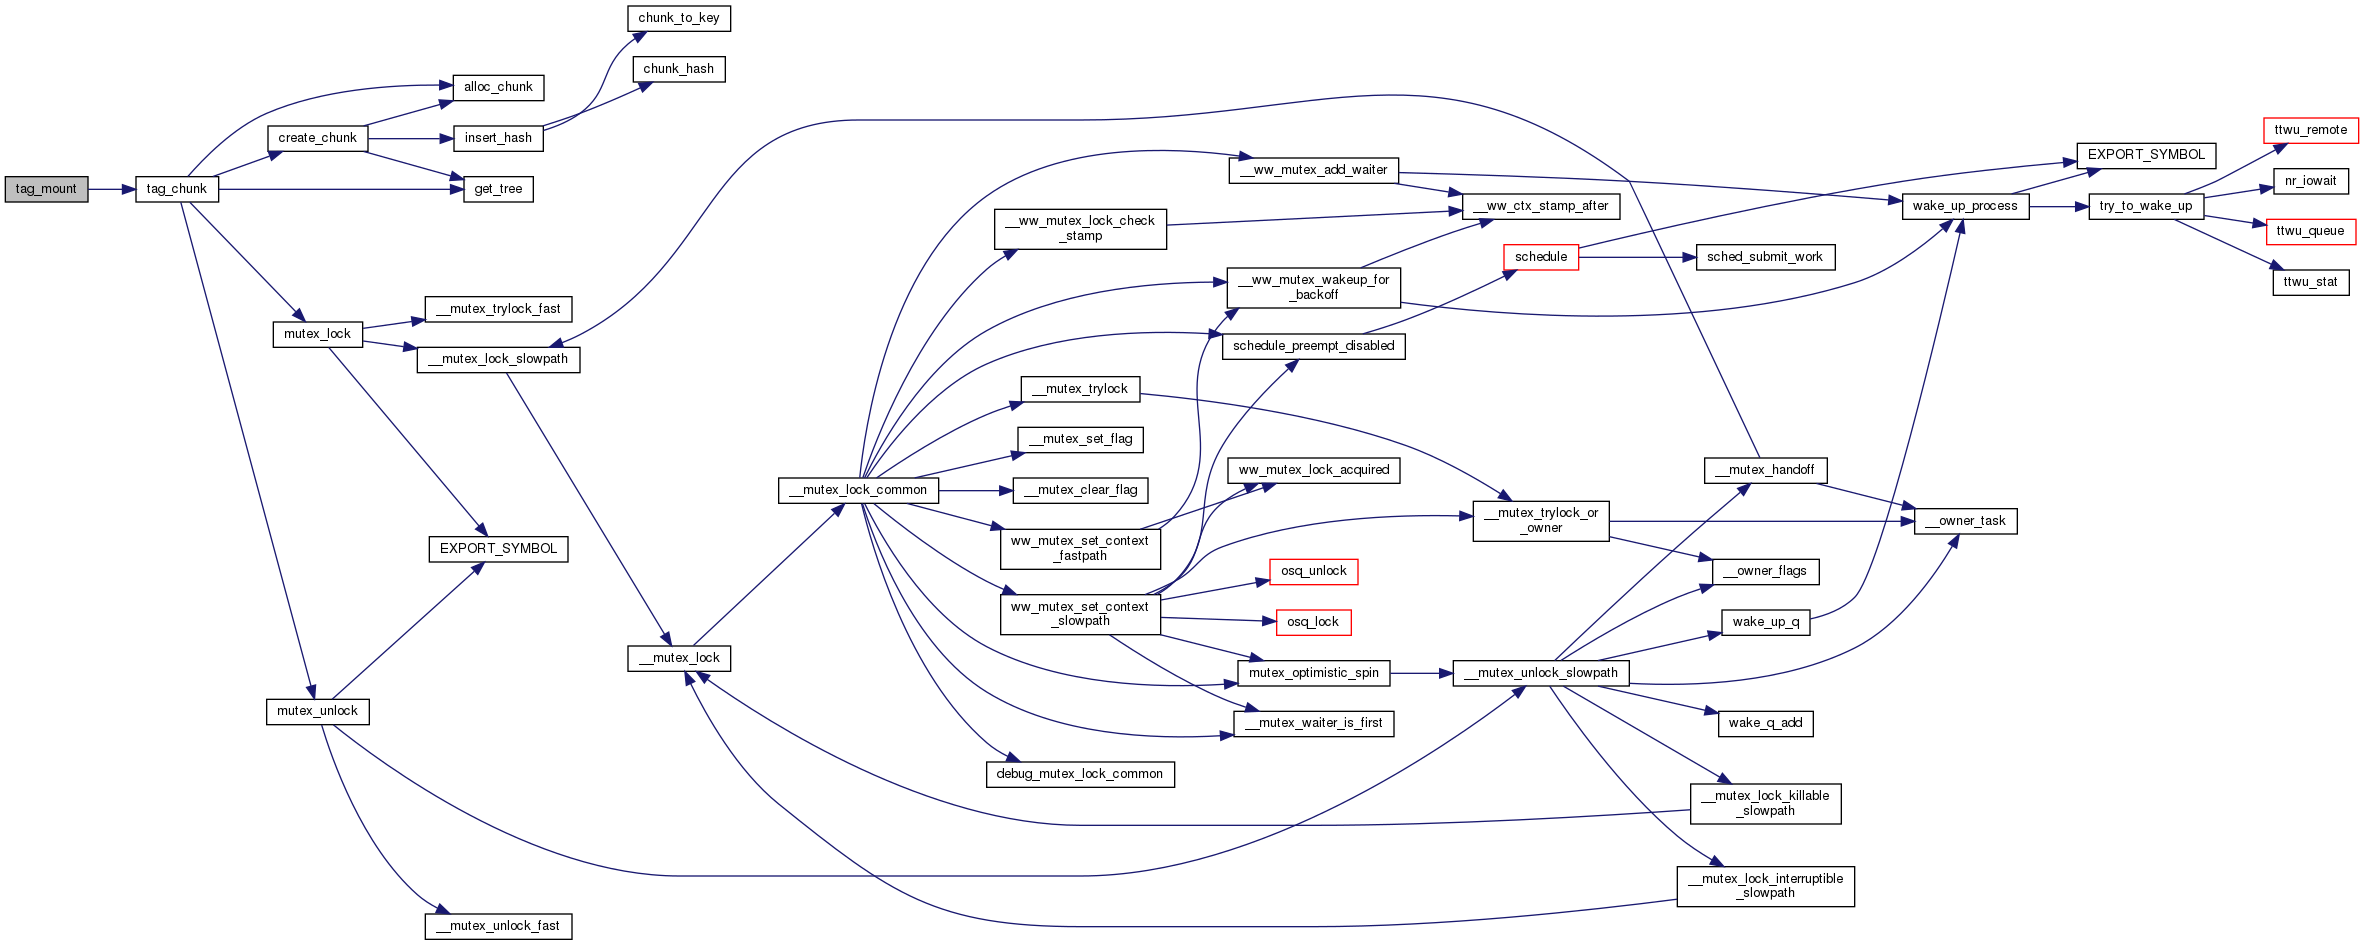 tag_mount
tag_chunk
alloc_chunk
create_chunk
insert_hash
get_tree
chunk_to_key
chunk_hash
mutex_lock
__mutex_trylock_fast
__mutex_lock_slowpath
EXPORT_SYMBOL
mutex_unlock
__mutex_unlock_fast
__mutex_lock
__mutex_lock_common
__ww_mutex_add_waiter
__ww_mutex_lock_check
_stamp
__ww_ctx_stamp_after
__ww_mutex_wakeup_for
_backoff
schedule_preempt_disabled
__mutex_trylock
__mutex_set_flag
__mutex_clear_flag
ww_mutex_lock_acquired
ww_mutex_set_context
_fastpath
ww_mutex_set_context
_slowpath
osq_unlock
osq_lock
mutex_optimistic_spin
__mutex_waiter_is_first
debug_mutex_lock_common
schedule
sched_submit_work
__mutex_trylock_or
_owner
__mutex_unlock_slowpath
__mutex_handoff
__owner_task
__owner_flags
wake_up_q
wake_q_add
__mutex_lock_killable
_slowpath
__mutex_lock_interruptible
_slowpath
wake_up_process
EXPORT_SYMBOL
try_to_wake_up
ttwu_remote
nr_iowait
ttwu_queue
ttwu_stat